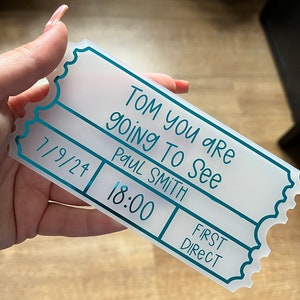 Tom you are
going to see
Paul Smith
7/9/24
18:00
First
Direct